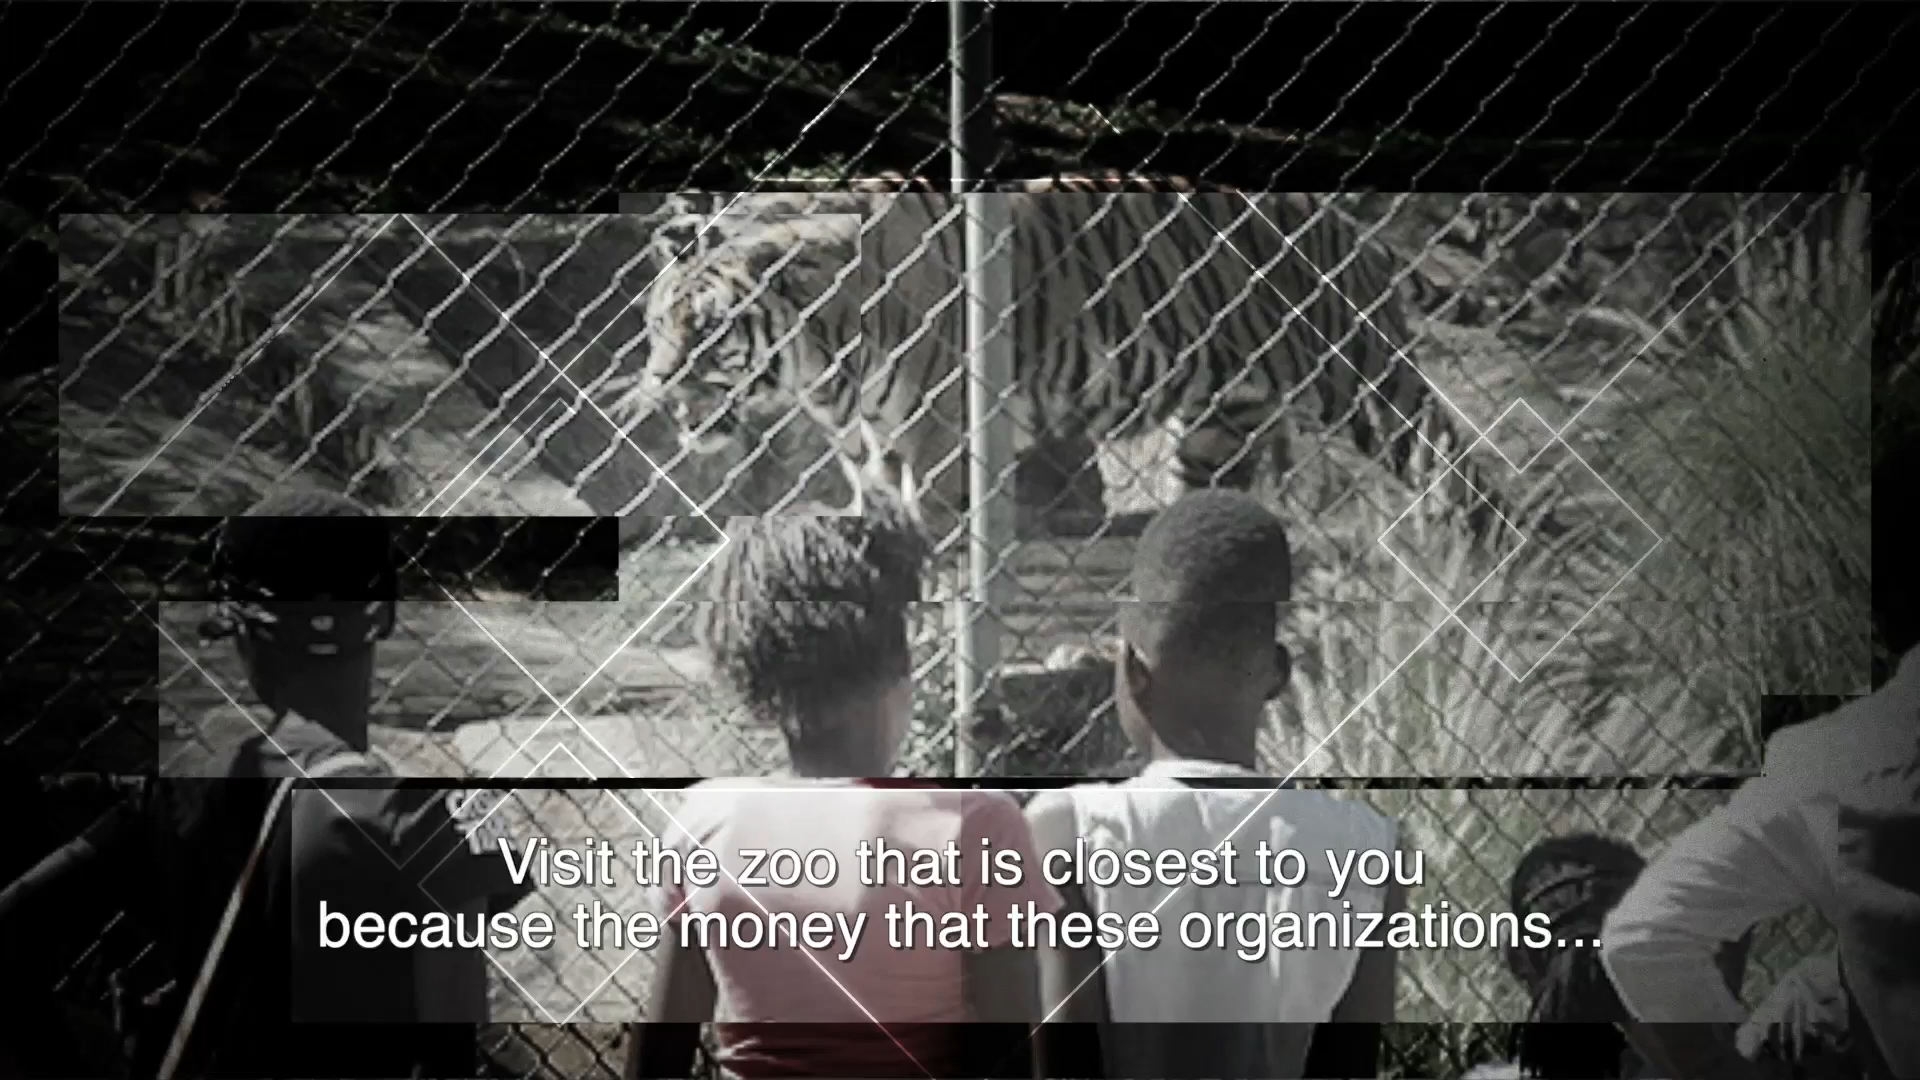 Visit the zoo that is closest to you
because the money that these organizations...